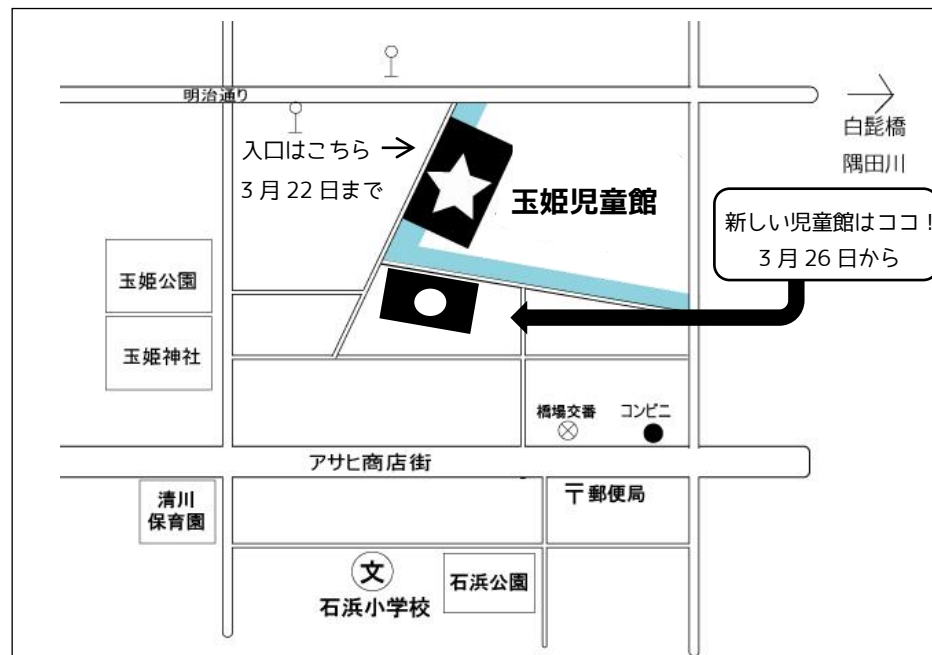 明治通り
白髭橋
隅田川
入口はこちら →
3月22日まで
玉姫児童館
新しい児童館はココ!
3月26日から
玉姫公園
玉姫神社
橋場交番
コンビニ
アサヒ商店街
清川
保育園
〒郵便局
文
石浜小学校
石浜公園